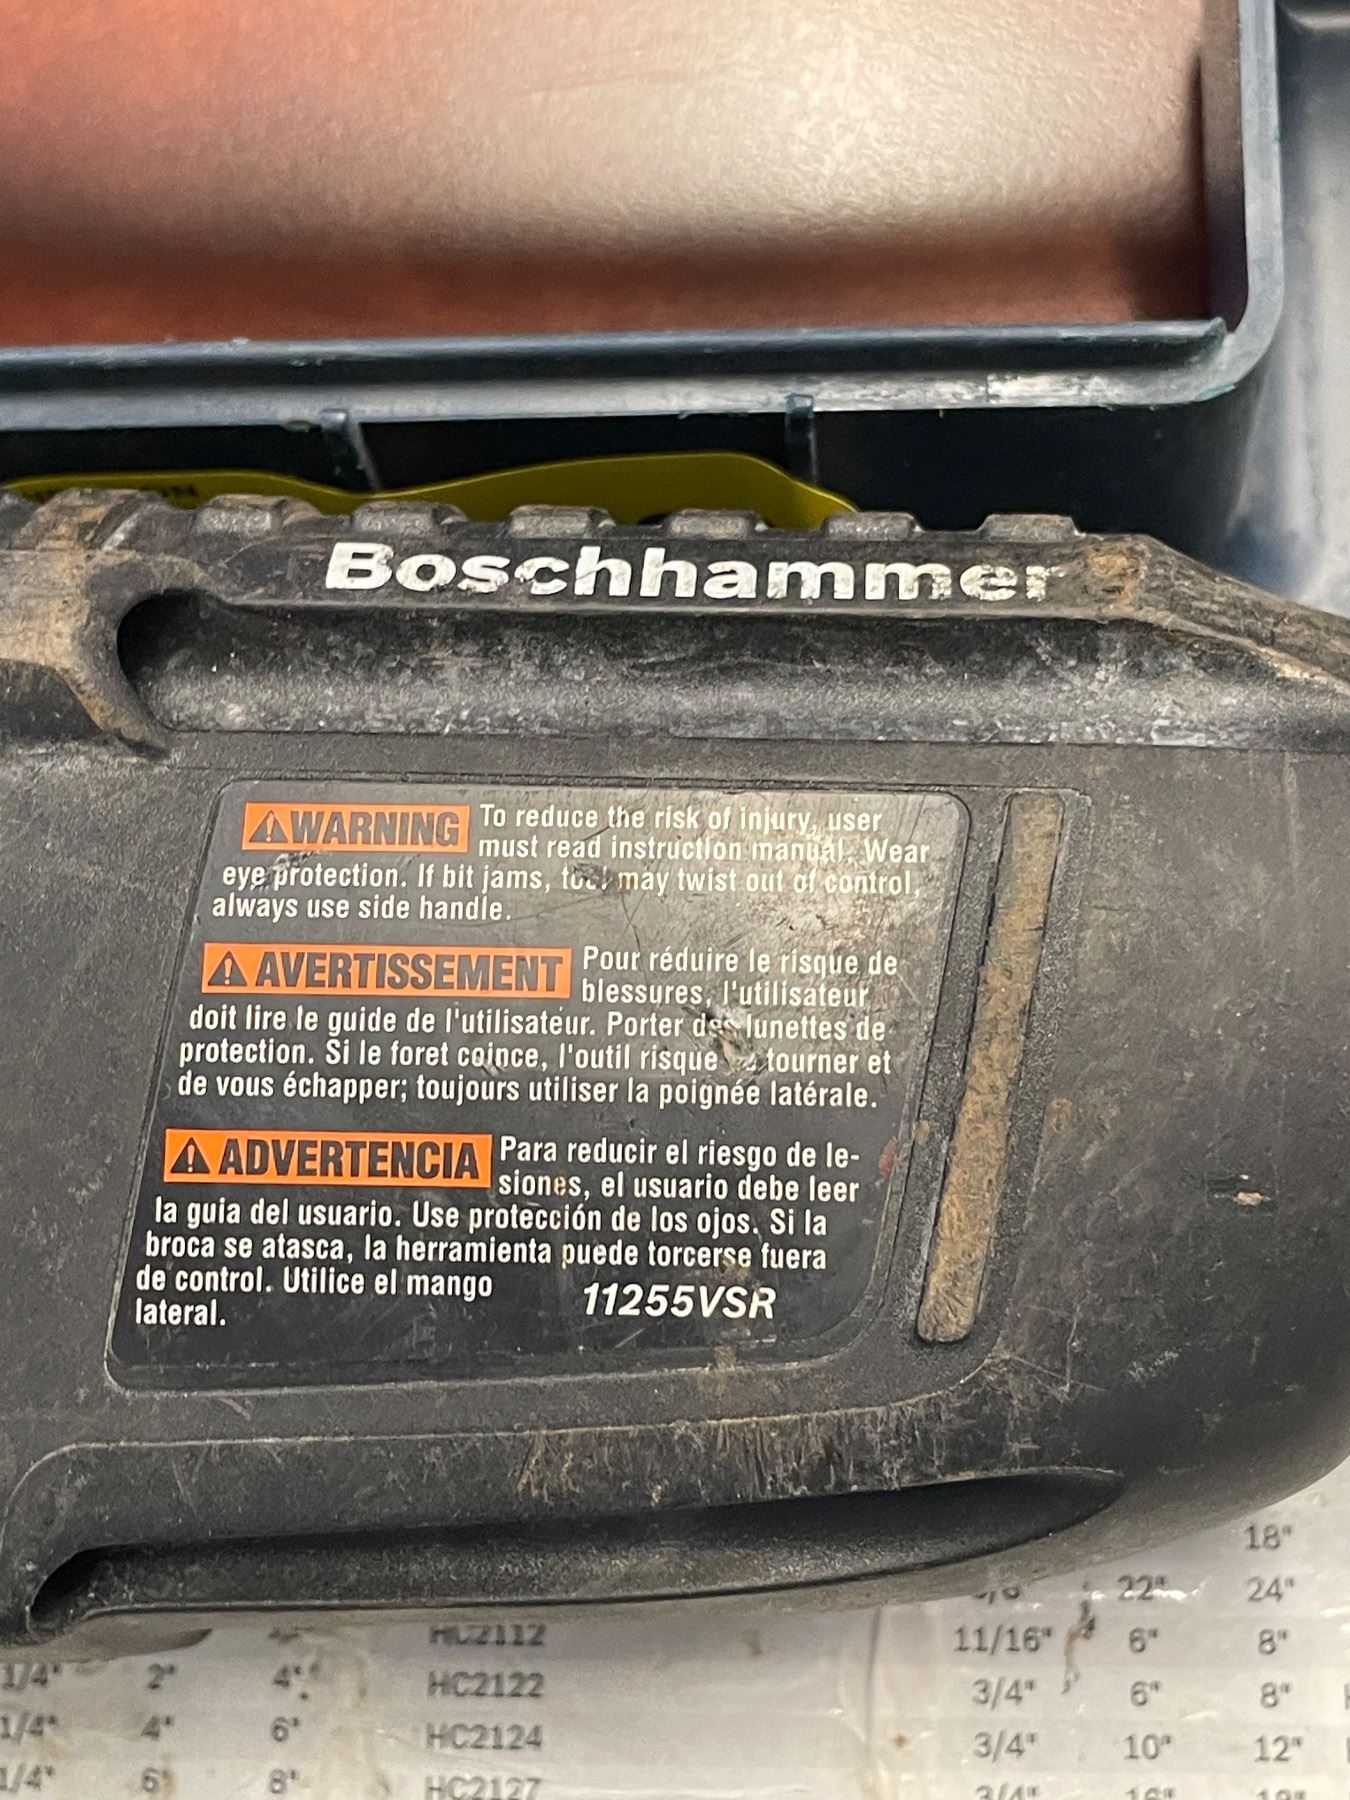 Boschhammer
WARNING To reduce the risk of injury, user
must read instruction manual. Wear
eye protection. If bit jams, tool may twist out of control,
always use side handle.
AVERTISSEMENT Pour réduire le risque de
blessures, l'utilisateur
doit lire le guide de l'utilisateur. Porter des lunettes de
protection. Si le foret coince, l'outil risque tourner et
de vous échapper; toujours utiliser la poignée latérale.
ADVERTENCIA Para reducir el riesgo de le-
siones, el usuario debe leer
la guia del usuario. Use protección de los ojos. Si la
broca se atasca, la herramienta puede torcerse fuera
de control. Utilice el mango
lateral.
11255VSR
18"
22" 24"
HC2112 11/16" 6" 8"
1/4" 2" 4" HC2122 3/4" 6" 8"
1/4" 4" 6" HC2124 3/4" 10" 12"
1/4" 6" 8" HC2127 3/4" 16"